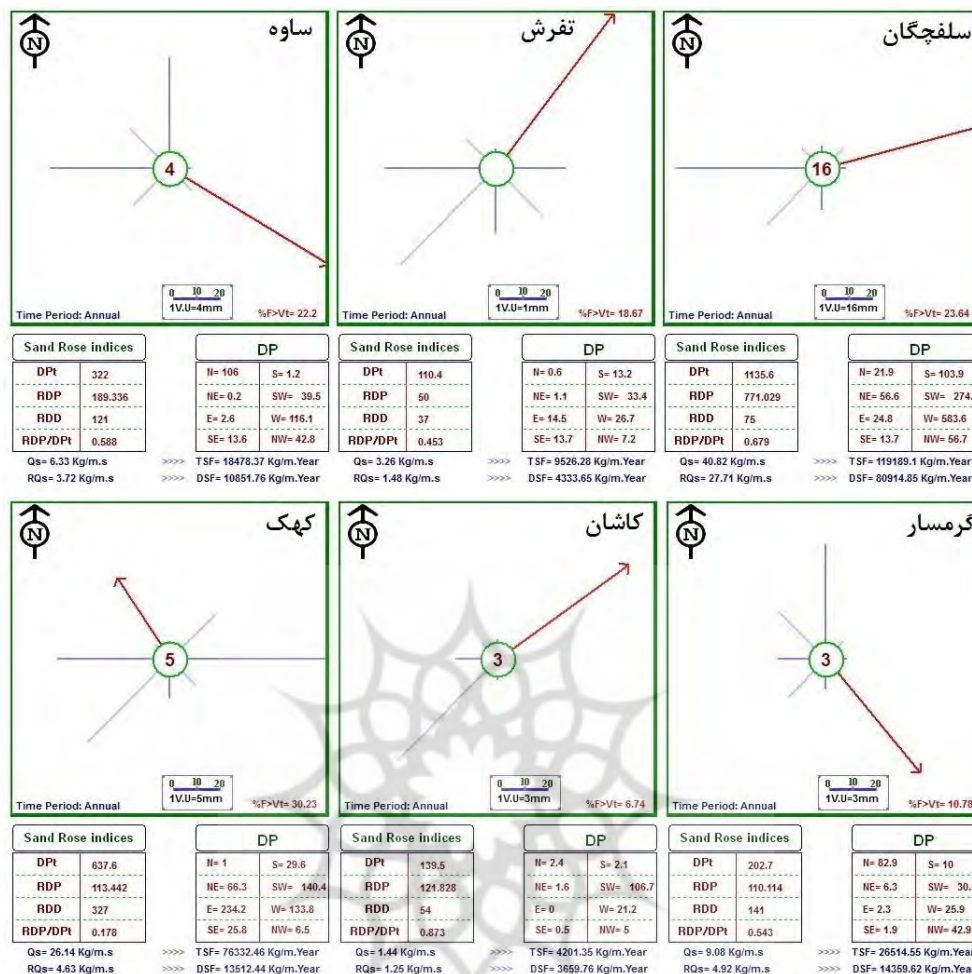 N ساوه
4
0 10 20
1V.U=4mm
Time Period: Annual %F>Vt= 22.2
N تفرش
0 10 20
1V.U=1mm
Time Period: Annual %F>Vt= 18.67
N سلفچگان
16
0 10 20
1V.U=16mm
Time Period: Annual %F>Vt= 23.64
Sand Rose indices DP
DPt 322 N= 106 S= 1.2
RDP 189.336 NE= 0.2 SW= 39.5
RDD 121 E= 2.6 W= 116.1
RDP/DPt 0.588 SE= 13.6 NW= 42.8
Qs= 6.33 Kg/m.s >>>> TSF= 18478.37 Kg/m.Year
RQs= 3.72 Kg/m.s >>>> DSF= 10851.76 Kg/m.Year
Sand Rose indices DP
DPt 110.4 N= 0.6 S= 13.2
RDP 50 NE= 1.1 SW= 33.4
RDD 37 E= 14.5 W= 26.7
RDP/DPt 0.453 SE= 13.7 NW= 7.2
Qs= 3.26 Kg/m.s >>>> TSF= 9526.28 Kg/m.Year
RQs= 1.48 Kg/m.s >>>> DSF= 4333.65 Kg/m.Year
Sand Rose indices DP
DPt 1135.6 N= 21.9 S= 103.9
RDP 771.029 NE= 56.6 SW= 274.
RDD 75 E= 24.8 W= 583.6
RDP/DPt 0.679 SE= 13.7 NW= 56.7
Qs= 40.82 Kg/m.s >>>> TSF= 119189.1 Kg/m.Year
RQs= 27.71 Kg/m.s >>>> DSF= 80914.85 Kg/m.Year
N کهک
5
0 10 20
1V.U=5mm
Time Period: Annual %F>Vt= 30.23
N کاشان
3
0 10 20
1V.U=3mm
Time Period: Annual %F>Vt= 6.74
N گرمسار
3
0 10 20
1V.U=3mm
Time Period: Annual %F>Vt= 10.78
Sand Rose indices DP
DPt 637.6 N= 1 S= 29.6
RDP 113.442 NE= 66.3 SW= 140.4
RDD 327 E= 234.2 W= 133.8
RDP/DPt 0.178 SE= 25.8 NW= 6.5
Qs= 26.14 Kg/m.s >>>> TSF= 76332.46 Kg/m.Year
RQs= 4.63 Kg/m.s >>>> DSF= 13512.44 Kg/m.Year
Sand Rose indices DP
DPt 139.5 N= 2.4 S= 2.1
RDP 121.828 NE= 1.6 SW= 106.7
RDD 54 E= 0 W= 21.2
RDP/DPt 0.873 SE= 0.5 NW= 5
Qs= 1.44 Kg/m.s >>>> TSF= 4201.35 Kg/m.Year
RQs= 1.25 Kg/m.s >>>> DSF= 3659.76 Kg/m.Year
Sand Rose indices DP
DPt 202.7 N= 82.9 S= 10
RDP 110.114 NE= 6.3 SW= 30.
RDD 141 E= 2.3 W= 25.9
RDP/DPt 0.543 SE= 1.9 NW= 42.9
Qs= 9.08 Kg/m.s >>>> TSF= 26514.55 Kg/m.Year
RQs= 4.92 Kg/m.s >>>> DSF= 14359.62 Kg/m.Year